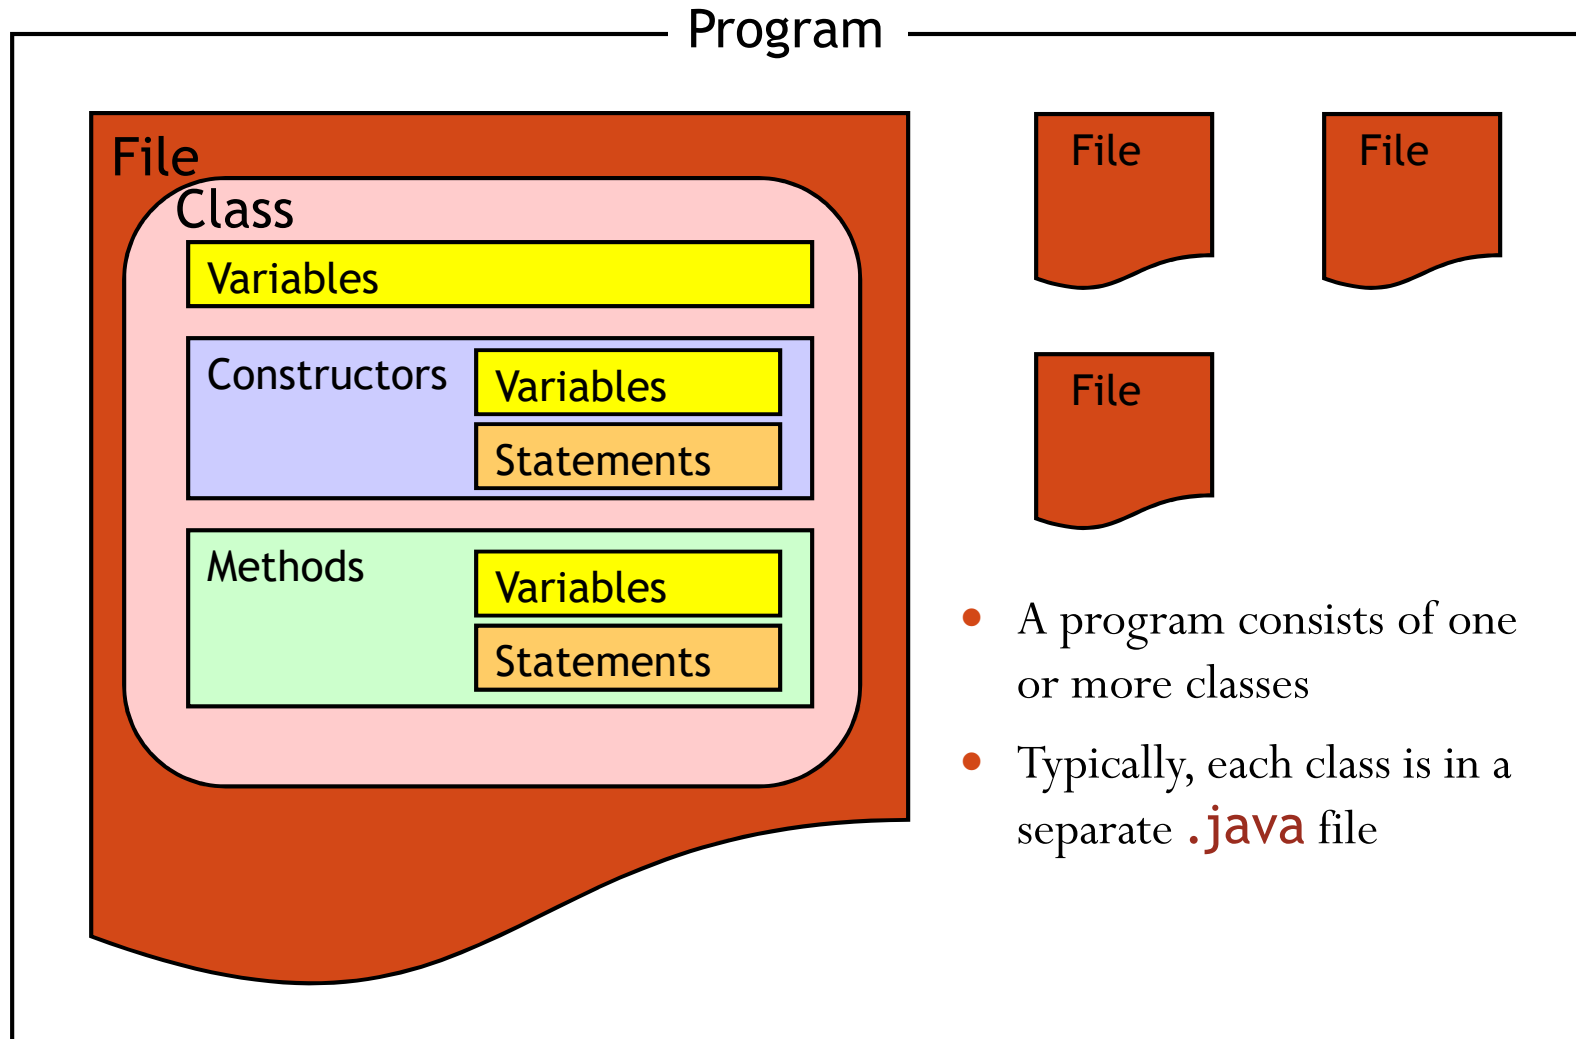 Program
File
Class
Variables
Constructors
Variables
Statements
Methods
Variables
Statements
File
File
File
• A program consists of one
or more classes
• Typically, each class is in a
separate .java file